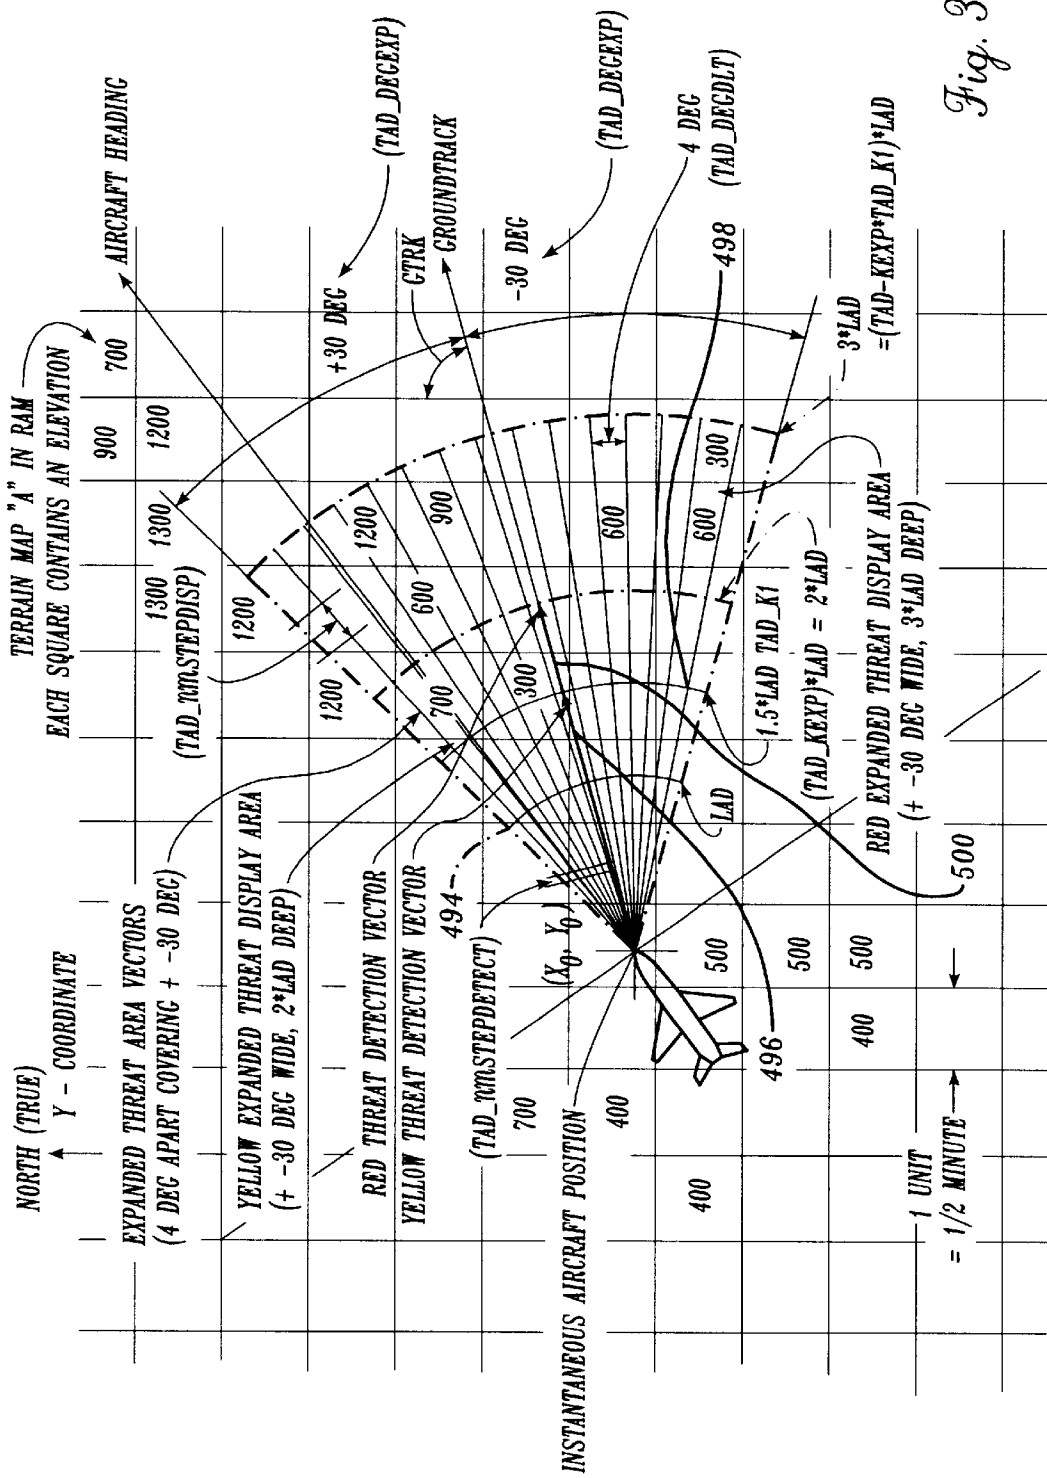 NORTH (TRUE)
Y - COORDINATE
TERRAIN MAP "A" IN RAM
EACH SQUARE CONTAINS AN ELEVATION
AIRCRAFT HEADING
EXPANDED THREAT AREA VECTORS
(4 DEG APART COVERING + -30 DEG)
(TAD_nmSTEPDISP)
1300
1300
900
1200
700
1200
1200
+30 DEG
(TAD_DEGEXP)
YELLOW EXPANDED THREAT DISPLAY AREA
(+ -30 DEG WIDE, 2*LAD DEEP)
GTRK
GROUNDTRACK
1200
600
900
700
300
RED THREAT DETECTION VECTOR
YELLOW THREAT DETECTION VECTOR
494
-30 DEG
(TAD_DEGEXP)
(TAD_nmSTEPDETECT)
(X0, Y0)
700
400
600
4 DEG
(TAD_DEGDLT)
INSTANTANEOUS AIRCRAFT POSITION
400
500
600
300
498
LAD
1.5*LAD TAD_K1
(TAD_KEXP)*LAD = 2*LAD
3*LAD
=(TAD-KEXP*TAD_K1)*LAD
496
500
500
400
RED EXPANDED THREAT DISPLAY AREA
(+ -30 DEG WIDE, 3*LAD DEEP)
500
1 UNIT
= 1/2 MINUTE
Fig. 3